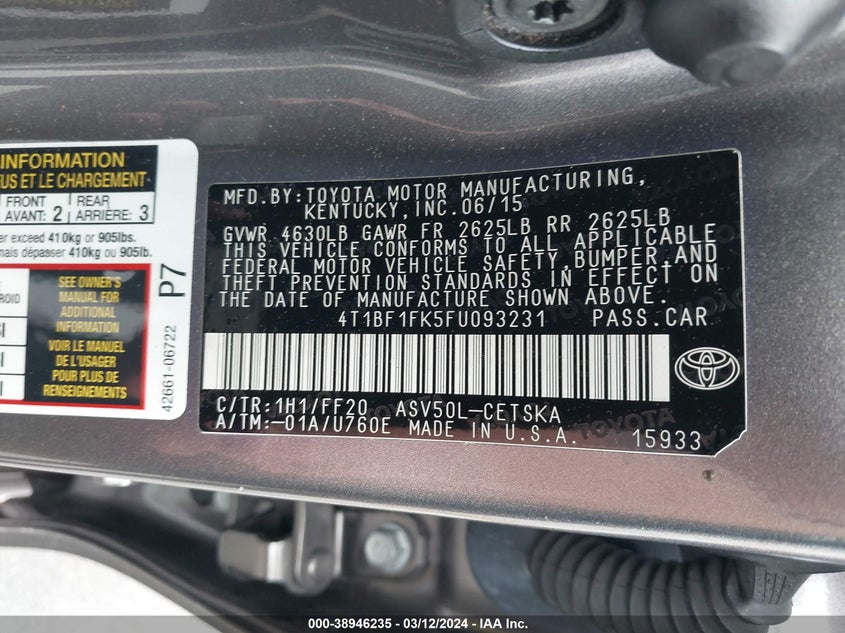 INFORMATION
US ET LE CHARGEMENT
FRONT
AVANT: 2
REAR
ARRIÈRE: 3
er exceed 410kg or 905lbs.
mais dépasser 410kg ou 905lb.
SEE OWNER'S
MANUAL FOR
ADDITIONAL
INFORMATION
VOIR LE MANUEL
DE L'USAGER
POUR PLUS DE
RENSEIGNEMENTS
P7
42661-06722
MFD.BY:TOYOTA MOTOR MANUFACTURING,
KENTUCKY,INC.06/15
GVWR 4630LB GAWR FR 2625LB RR 2625LB
THIS VEHICLE CONFORMS TO ALL APPLICABLE
FEDERAL MOTOR VEHICLE SAFETY,BUMPER,AND
THEFT PREVENTION STANDARDS IN EFFECT ON
THE DATE OF MANUFACTURE SHOWN ABOVE.
4T1BF1FK5FU093231 PASS.CAR
C/TR:1H1/FF20 ASV50L-CETSKA
A/TM:-01A/U760E MADE IN U.S.A. 15933
000-38946235 - 03/12/2024 - IAA Inc.